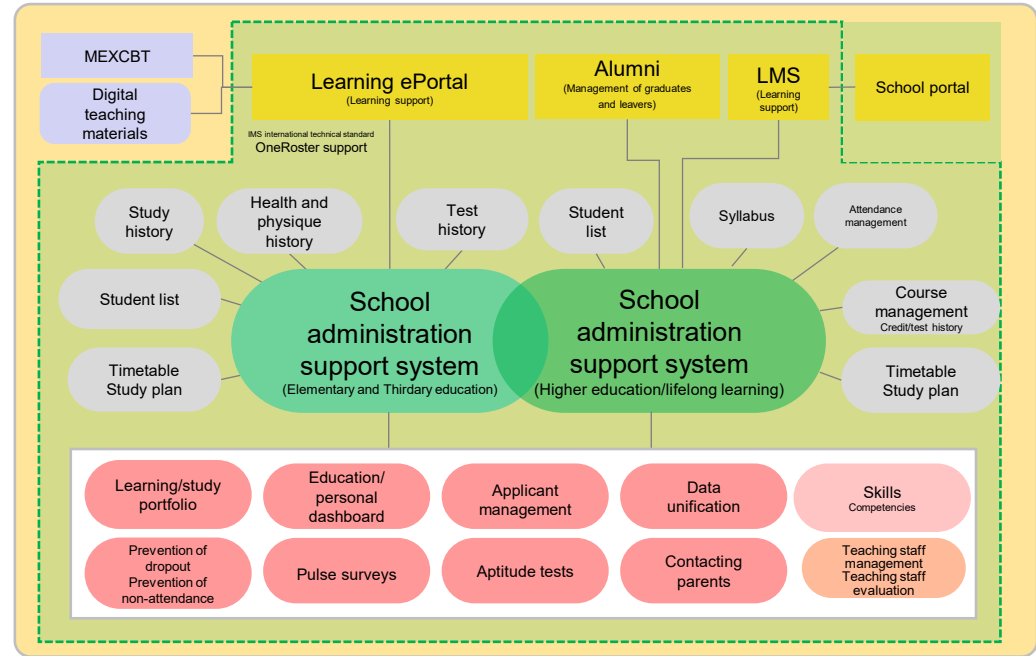 MEXCBT
Digital
teaching
materials
Learning ePortal
(Learning support)
Alumni
(Management of graduates
and leavers)
LMS
(Learning
support)
School portal
IMS international technical standard
OneRoster support
Study
history
Health and
physique
history
Test
history
Student
list
Syllabus
Attendance
management
Student list
Timetable
Study plan
School
administration
support system
(Elementary and Thirdary education)
School
administration
support system
(Higher education/lifelong learning)
Course
management
Credit/test history
Timetable
Study plan
Learning/study
portfolio
Education/
personal
dashboard
Applicant
management
Data
unification
Skills
Competencies
Prevention of
dropout
Prevention of
non-attendance
Pulse surveys
Aptitude tests
Contacting
parents
Teaching staff
management
Teaching staff
evaluation